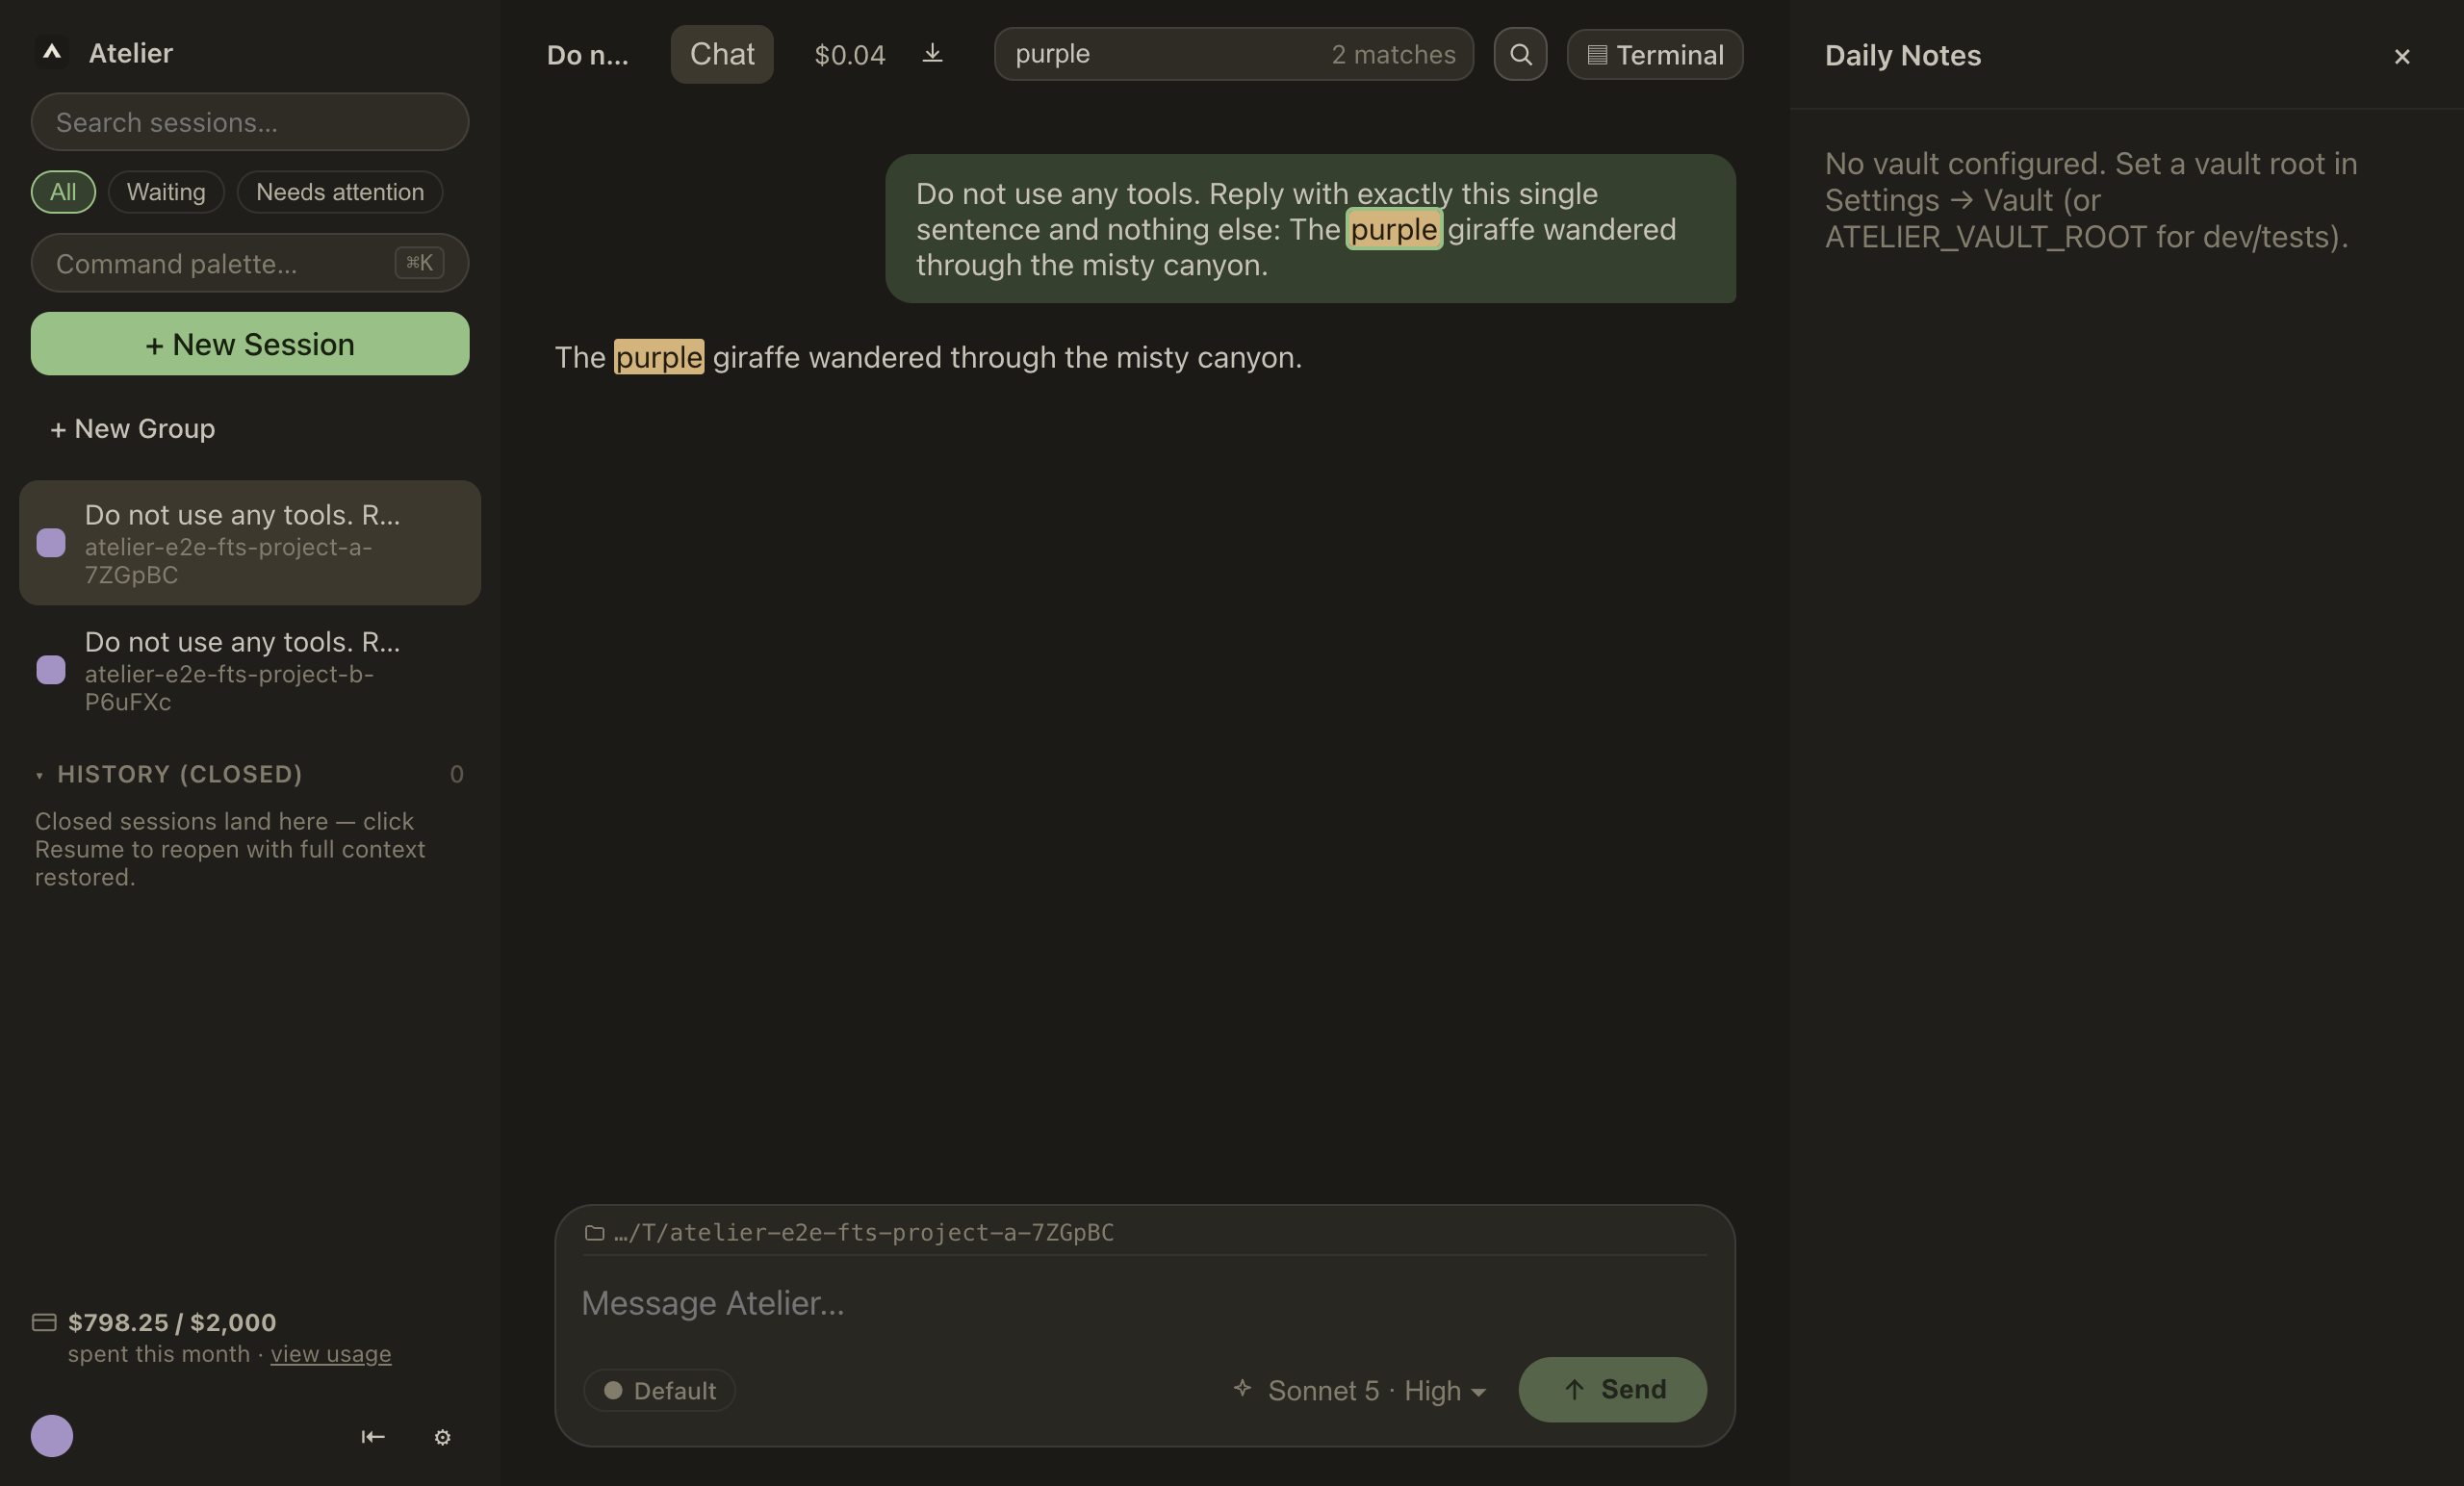 Atelier
Search sessions...
All
Waiting
Needs attention
Command palette...
⌘K
+ New Session
+ New Group
Do not use any tools. R...
atelier-e2e-fts-project-a-
7ZGpBC
Do not use any tools. R...
atelier-e2e-fts-project-b-
P6uFXc
▾ HISTORY (CLOSED) 0
Closed sessions land here — click
Resume to reopen with full context
restored.
$798.25 / $2,000
spent this month · view usage
Do n...
Chat
$0.04
purple
2 matches
Terminal
Do not use any tools. Reply with exactly this single
sentence and nothing else: The purple giraffe wandered
through the misty canyon.
The purple giraffe wandered through the misty canyon.
…/T/atelier-e2e-fts-project-a-7ZGpBC
Message Atelier...
Default
Sonnet 5 · High
↑ Send
Daily Notes
×
No vault configured. Set a vault root in
Settings → Vault (or
ATELIER_VAULT_ROOT for dev/tests).